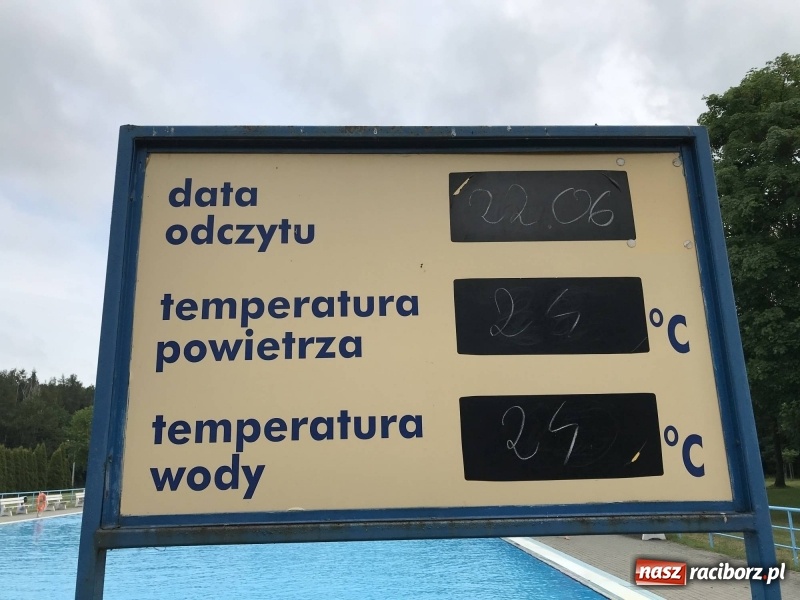 data
odczytu
22.06
temperatura
powietrza
24 °C
temperatura
wody
24 °C
nasz raciborz.pl